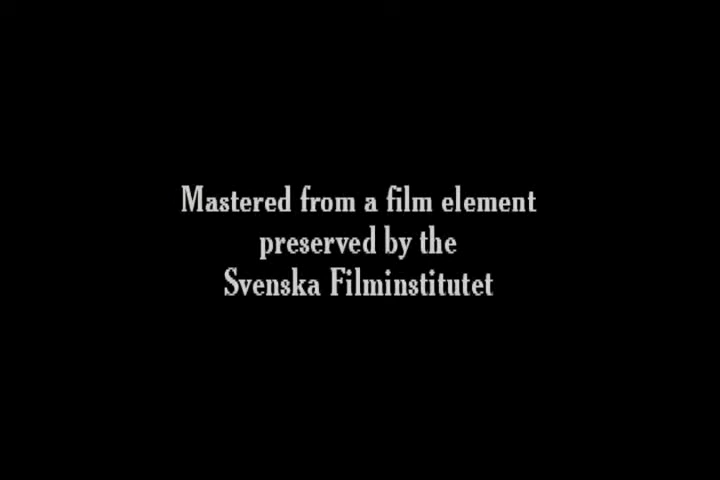 Mastered from a film element
preserved by the
Svenska Filminstitutet